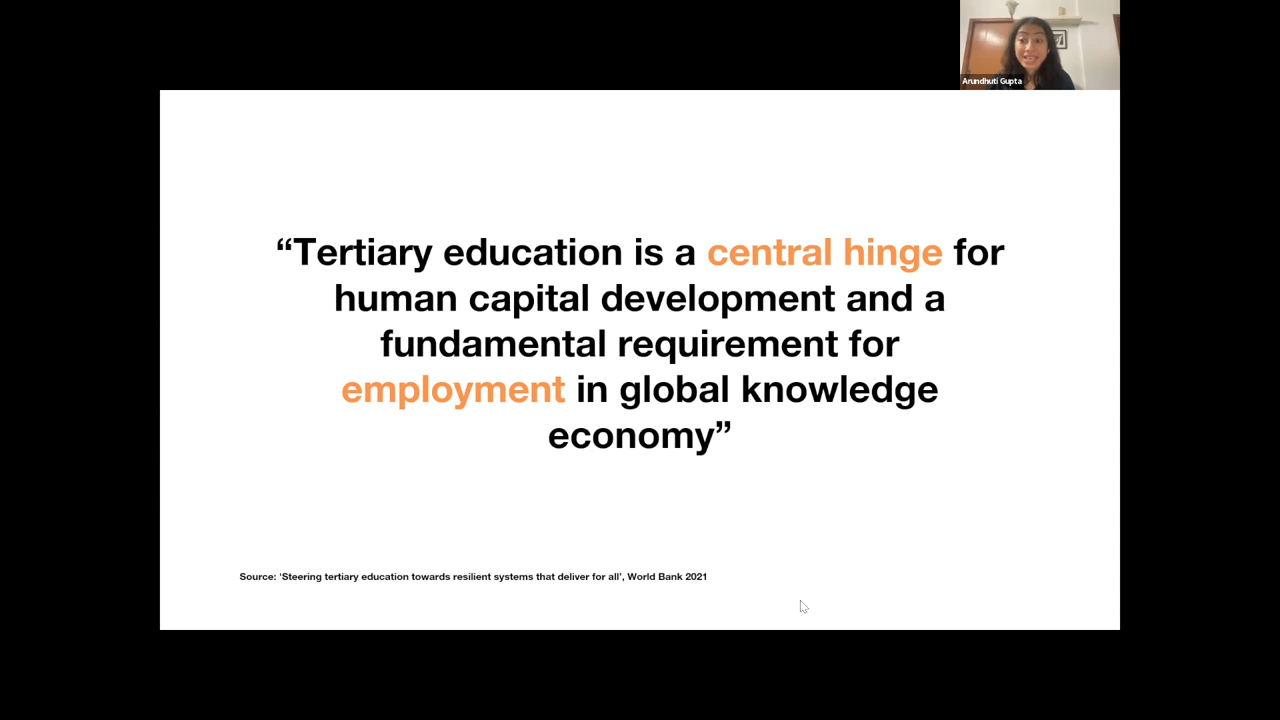 Arundhuti Gupta
“Tertiary education is a central hinge for
human capital development and a
fundamental requirement for
employment in global knowledge
economy”
Source: ‘Steering tertiary education towards resilient systems that deliver for all’, World Bank 2021